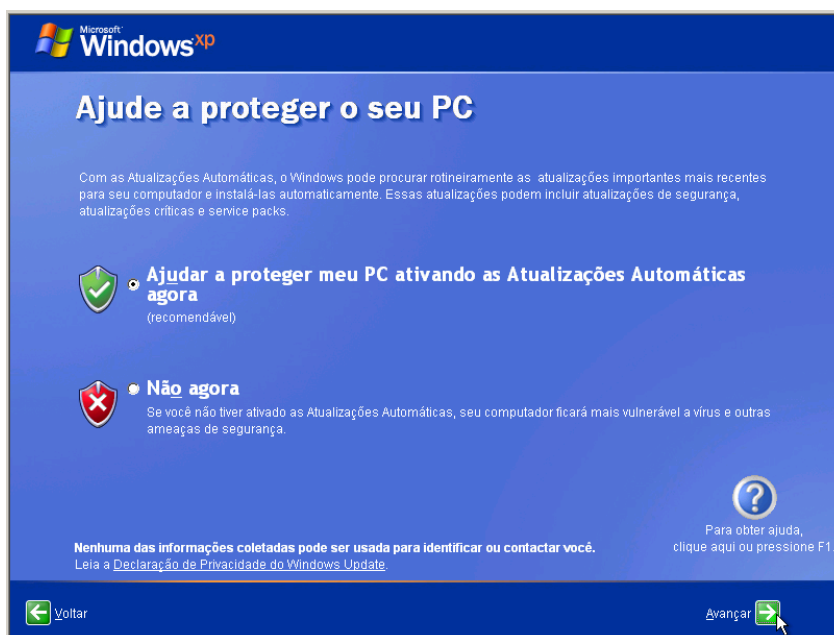 Microsoft
Windows xp
Ajude a proteger o seu PC
Com as Atualizações Automáticas, o Windows pode procurar rotineiramente as atualizações importantes mais recentes
para seu computador e instalá-las automaticamente. Essas atualizações podem incluir atualizações de segurança,
atualizações críticas e service packs.
Ajudar a proteger meu PC ativando as Atualizações Automáticas
agora
(recomendável)
Não agora
Se você não tiver ativado as Atualizações Automáticas, seu computador ficará mais vulnerável a vírus e outras
ameaças de segurança.
Para obter ajuda,
clique aqui ou pressione F1.
Nenhuma das informações coletadas pode ser usada para identificar ou contactar você.
Leia a Declaração de Privacidade do Windows Update.
Voltar
Avançar